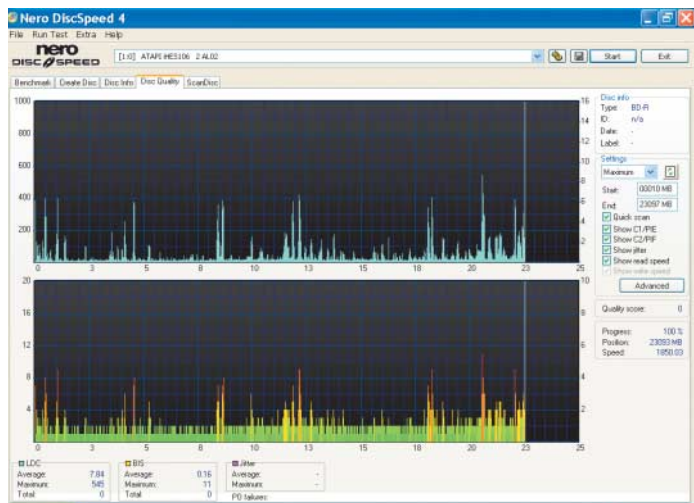 Nero DiscSpeed 4
File Run Test Extra Help
nero
DISC SPEED
[1:0] ATAPI iHES106 2 AL02
Start
Exit
Benchmark Create Disc Disc Info Disc Quality ScanDisc
1000
800
600
400
200
16
14
12
10
8
6
4
2
0 3 5 8 10 13 15 18 20 23 25
20
16
12
8
4
10
8
6
4
2
0 3 5 8 10 13 15 18 20 23 25
Disc info
Type: BD-R
ID: n/a
Date: -
Label: -
Settings
Maximum
Start: 00010 MB
End: 23097 MB
Quick scan
Show C1/PIE
Show C2/PIF
Show jitter
Show read speed
Show write speed
Advanced
Quality score: 0
Progress: 100 %
Position: 23093 MB
Speed:
LDC
Average: 7.84
Maximum: 545
Total: 0
BIS
Average: 0.16
Maximum: 11
Total: 0
Jitter
Average: -
Maximum: -
PO failures: